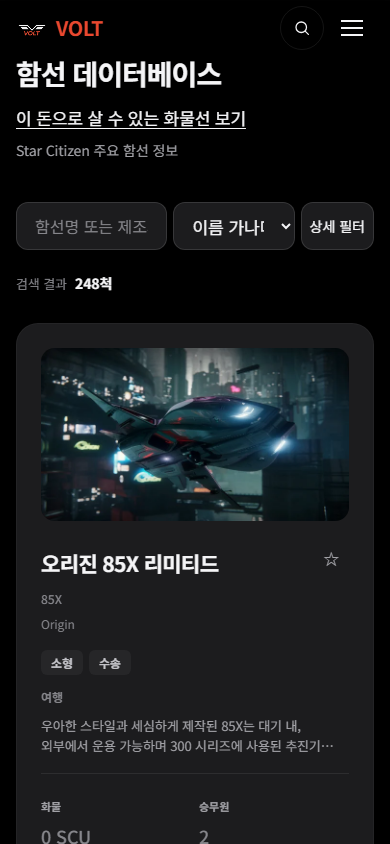 VOLT
VOLT
함선 데이터베이스
이 돈으로 살 수 있는 화물선 보기
Star Citizen 주요 함선 정보
함선명 또는 제조
이름 가나
상세 필터
검색 결과 248척
오리진 85X 리미티드
☆
85X
Origin
소형 수송
여행
우아한 스타일과 세심하게 제작된 85X는 대기 내,
외부에서 운용 가능하며 300 시리즈에 사용된 추진기…
화물 승무원
0 SCU 2